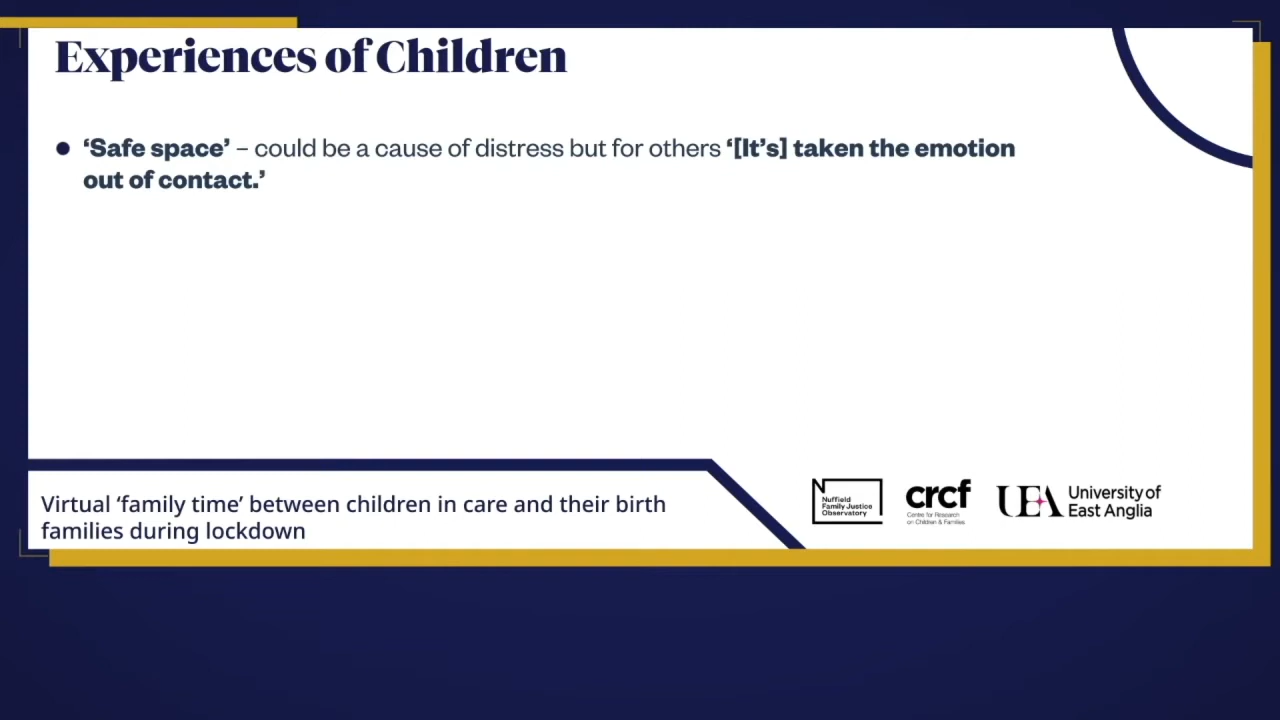 Experiences of Children
● ‘Safe space’ – could be a cause of distress but for others ‘[It’s] taken the emotion
out of contact.’
Virtual ‘family time’ between children in care and their birth
families during lockdown
N
Nuffield
Family Justice
Observatory
crcf
Centre for Research
on Children & Families
UEA
University of
East Anglia